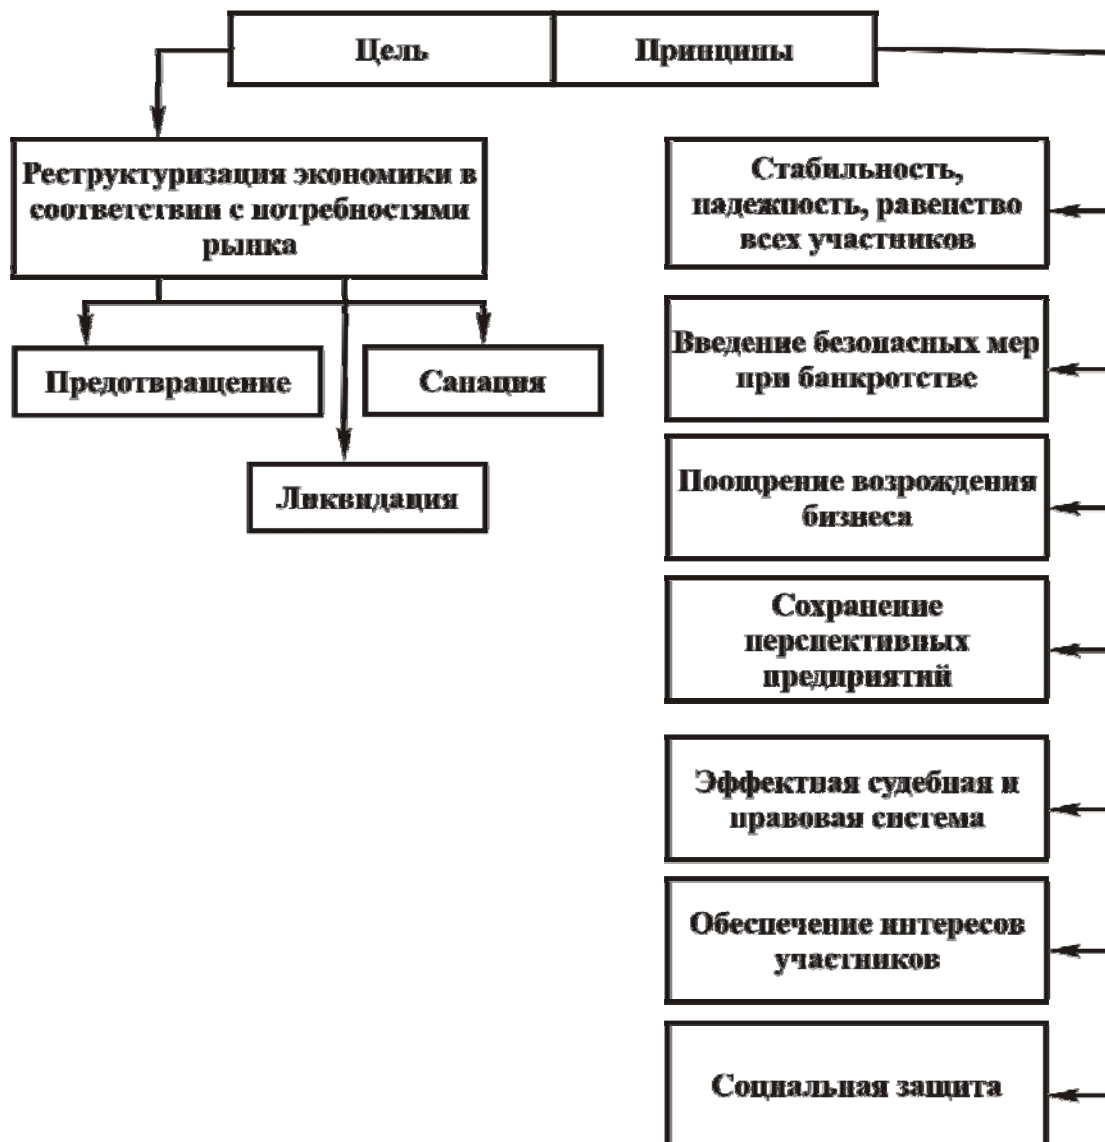 Цель
Принципы
Реструктуризация экономики в
соответствии с потребностями
рынка
Предотвращение
Санация
Ликвидация
Стабильность,
надежность, равенство
всех участников
Введение безопасных мер
при банкротстве
Поощрение возрождения
бизнеса
Сохранение
перспективных
предприятий
Эффектная судебная и
правовая система
Обеспечение интересов
участников
Социальная защита